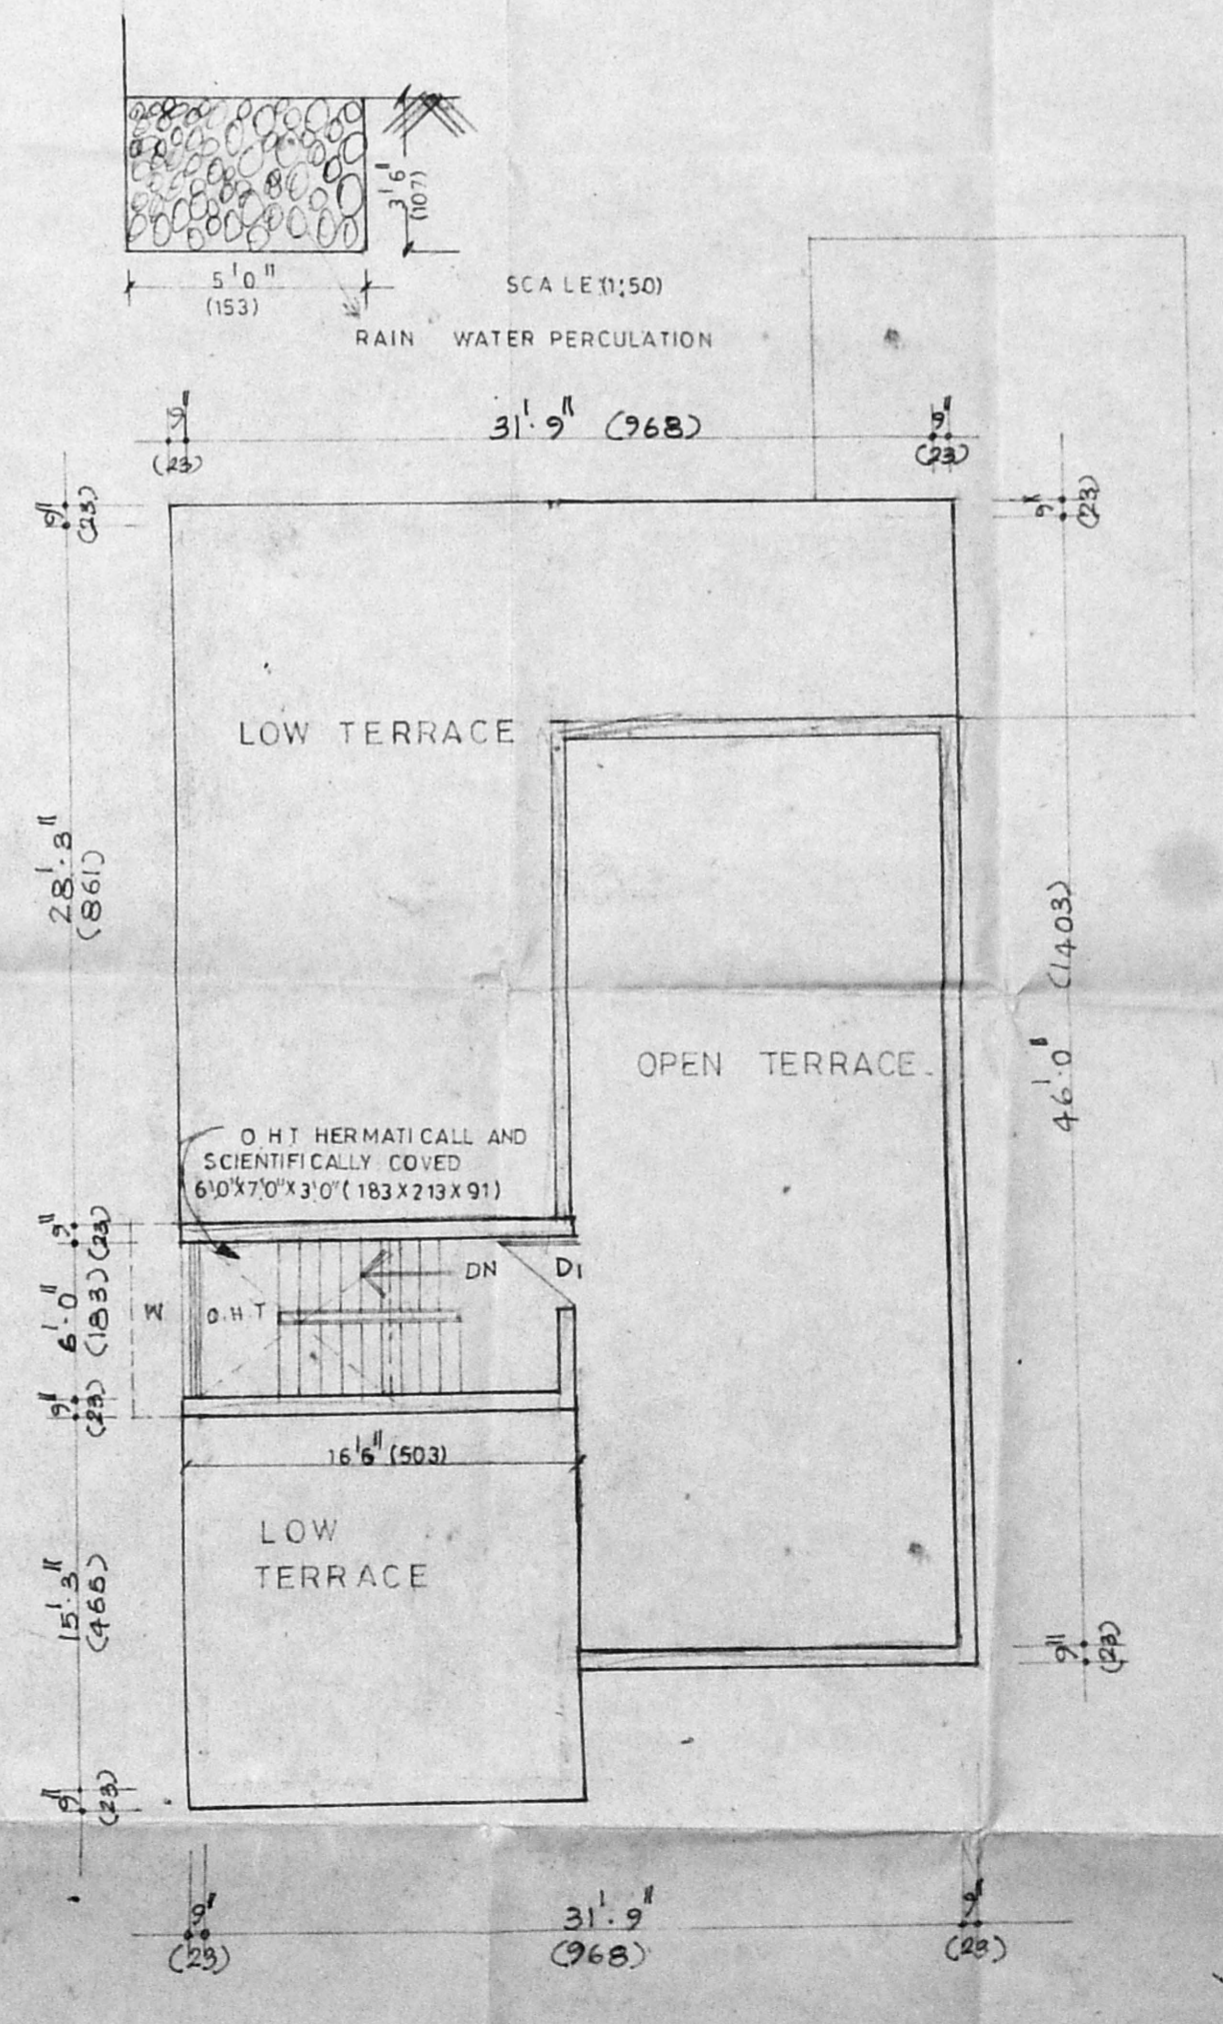 3'6"
(107)
5'0"
(153)
SCALE (1:50)
RAIN WATER PERCULATION
9"
31'.9" (968)
9"
(23)
(23)
9"
(23)
9"
(23)
LOW TERRACE
28'.3"
(861)
46'.0" (1403)
OPEN TERRACE
O H T HERMATICALL AND
SCIENTIFICALLY COVED
6'0"X7'0"X3'0" (183X213X91)
9"
(23)
DN
D1
6'.0"
(183)
W
O.H.T
9"
(23)
16'6" (503)
LOW
TERRACE
15'.3"
(465)
9"
(23)
9"
(23)
9"
(23)
31'.9"
(968)
9"
(23)